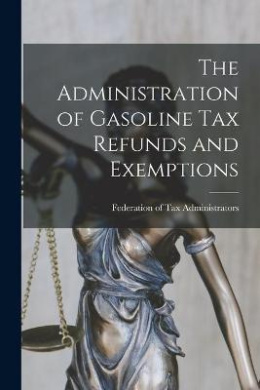 The
Administration
of Gasoline Tax
Refunds and
Exemptions
Federation of Tax Administrators